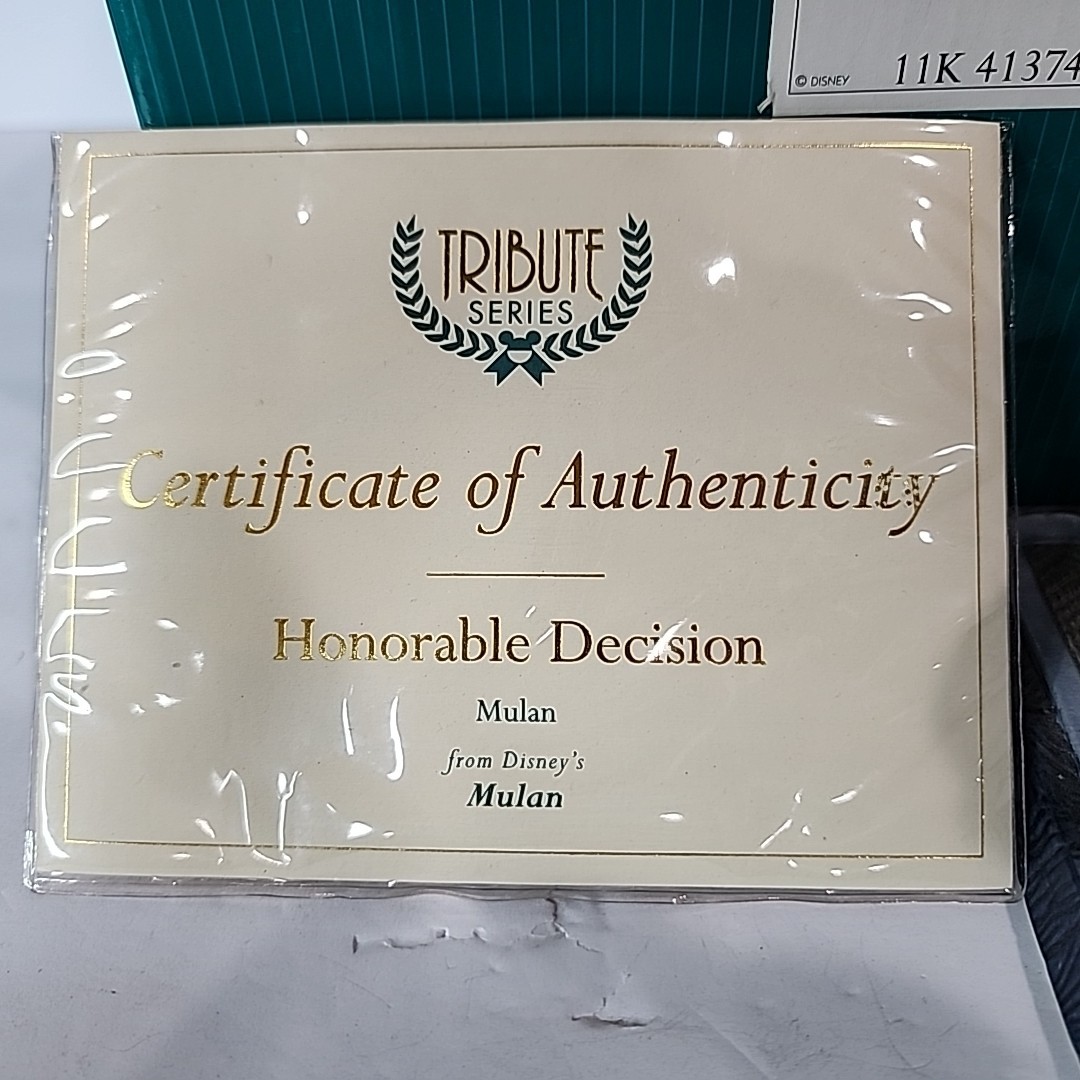 © DISNEY 11K 41374
TRIBUTE
SERIES
Certificate of Authenticity
Honorable Decision
Mulan
from Disney's
Mulan